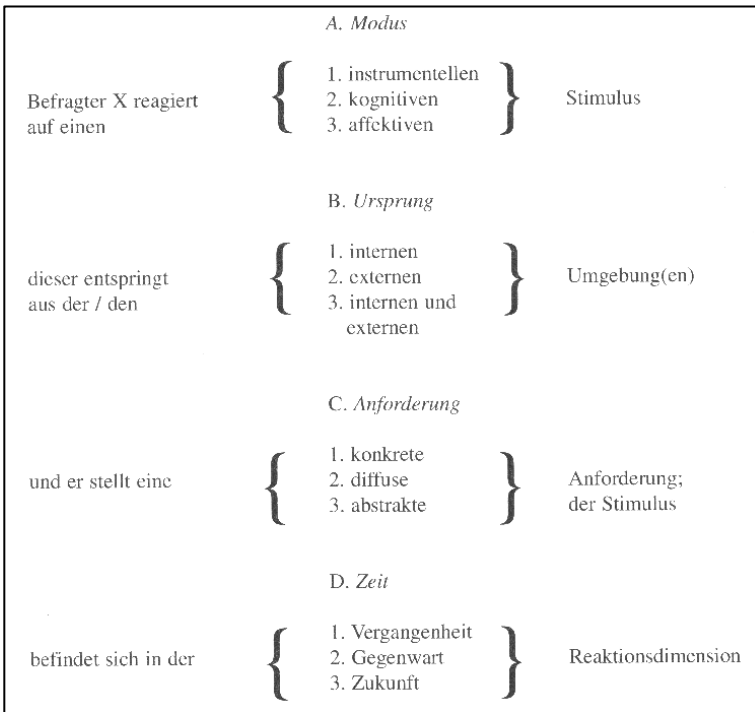 A. Modus
Befragter X reagiert
auf einen
1. instrumentellen
2. kognitiven
3. affektiven
Stimulus
B. Ursprung
dieser entspringt
aus der / den
1. internen
2. externen
3. internen und
externen
Umgebung(en)
C. Anforderung
und er stellt eine
1. konkrete
2. diffuse
3. abstrakte
Anforderung;
der Stimulus
D. Zeit
befindet sich in der
1. Vergangenheit
2. Gegenwart
3. Zukunft
Reaktionsdimension